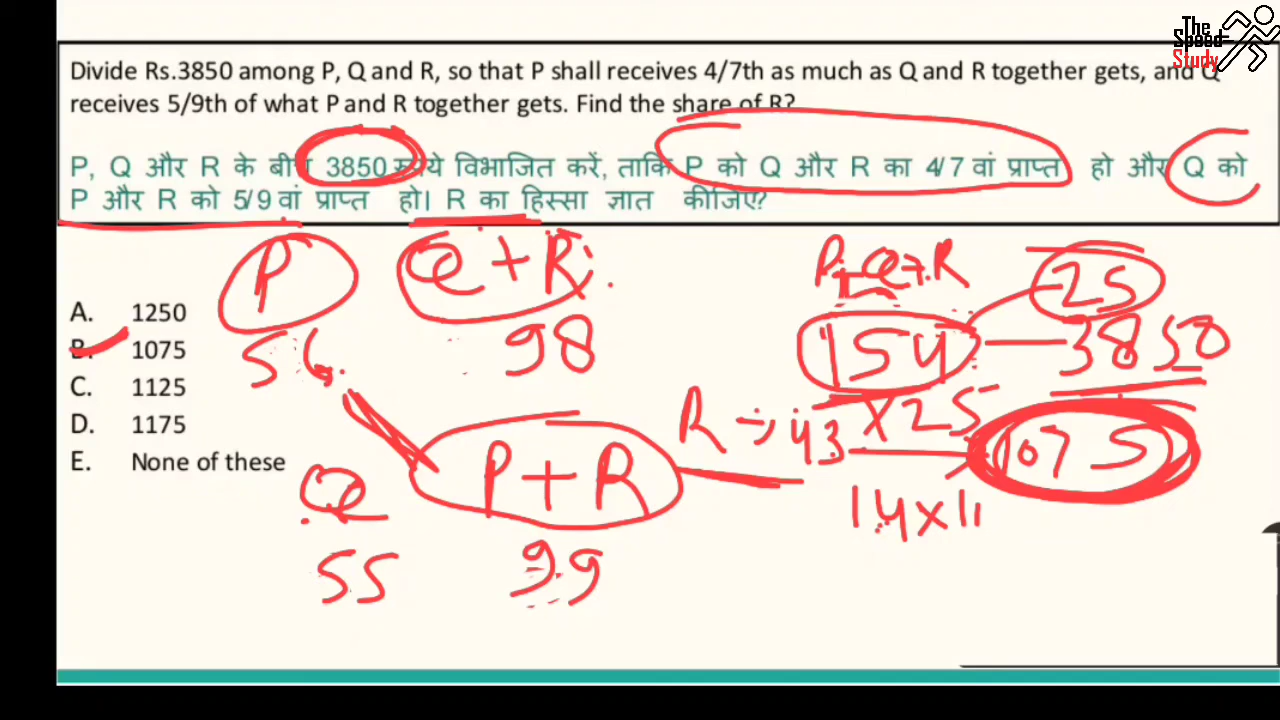 The
Speed
Study
Divide Rs.3850 among P, Q and R, so that P shall receives 4/7th as much as Q and R together gets, and Q
receives 5/9th of what P and R together gets. Find the share of R?
P, Q और R के बीच 3850 रुपये विभाजित करें, ताकि P को Q और R का 4/7 वां प्राप्त हो और Q को
P और R को 5/9 वां प्राप्त हो। R का हिस्सा ज्ञात कीजिए?
P Q + R P+Q+R 25
A. 1250
56 98 154 3850
B. 1075
C. 1125
D. 1175
R → 43 X 25 1075
E. None of these
Q P+R 14x11
55 99